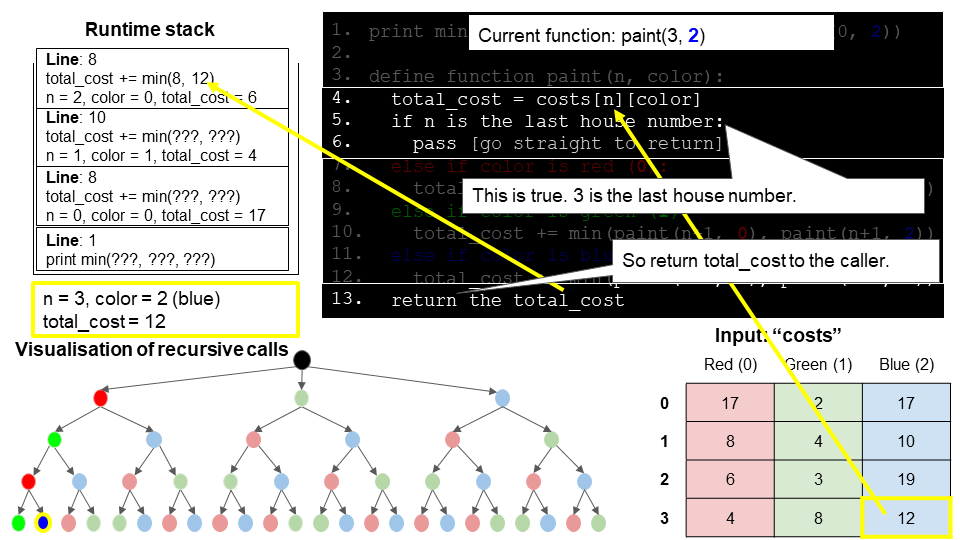 Runtime stack
Line: 8
total_cost += min(8, 12)
n = 2, color = 0, total_cost = 6
Line: 10
total_cost += min(???, ???)
n = 1, color = 1, total_cost = 4
Line: 8
total_cost += min(???, ???)
n = 0, color = 0, total_cost = 17
Line: 1
print min(???, ???, ???)
n = 3, color = 2 (blue)
total_cost = 12
Current function: paint(3, 2)
1. print min 0, 2))
2.
3. define function paint(n, color):
4. total_cost = costs[n][color]
5. if n is the last house number:
6. pass [go straight to return]
7. else if color is red (0):
8. tot )
This is true. 3 is the last house number.
9. else if color is green (1)
10. total_cost += min(paint(n+1, 0), paint(n+1, 2))
11. else if color is
12. total_cost
So return total_cost to the caller.
13. return the total_cost
Visualisation of recursive calls
Input: “costs”
Red (0) Green (1) Blue (2)
0 17 2 17
1 8 4 10
2 6 3 19
3 4 8 12